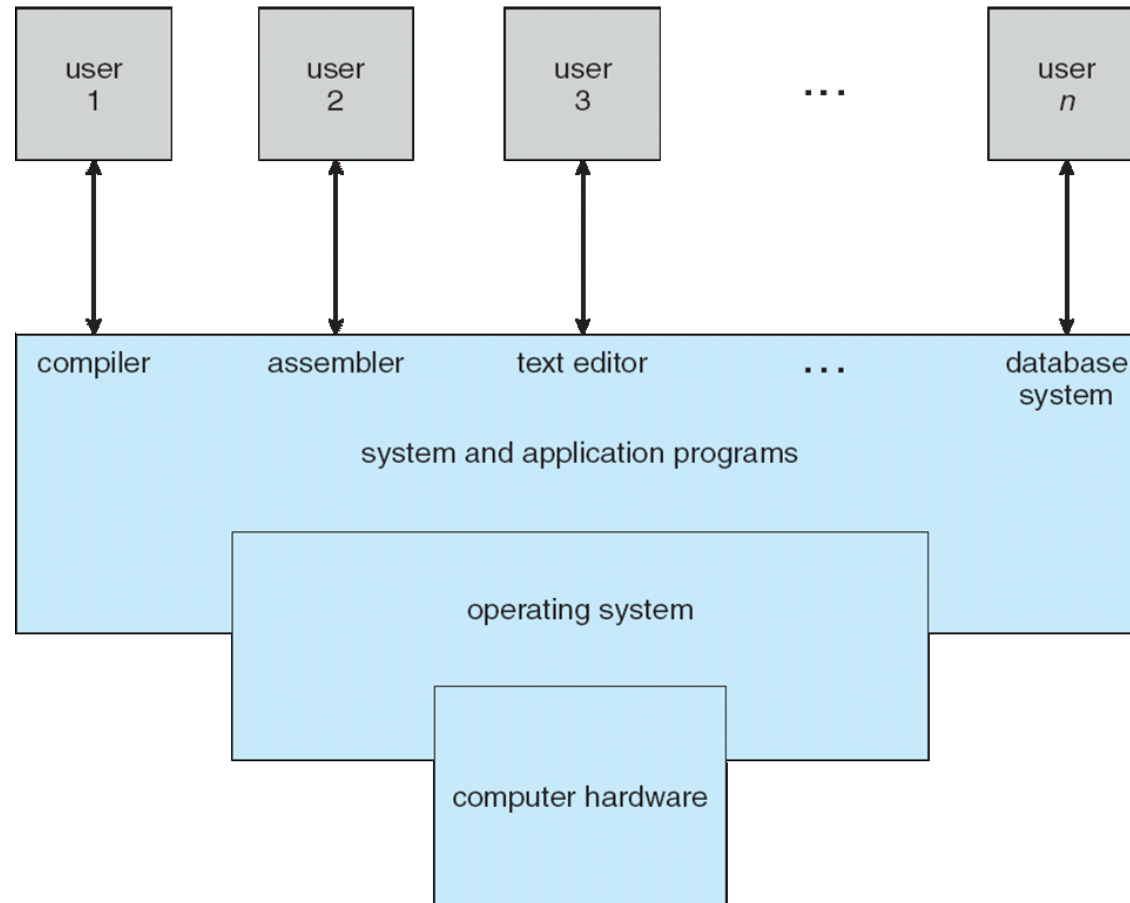 user
1
user
2
user
3
...
user
n
compiler
assembler
text editor
...
database
system
system and application programs
operating system
computer hardware